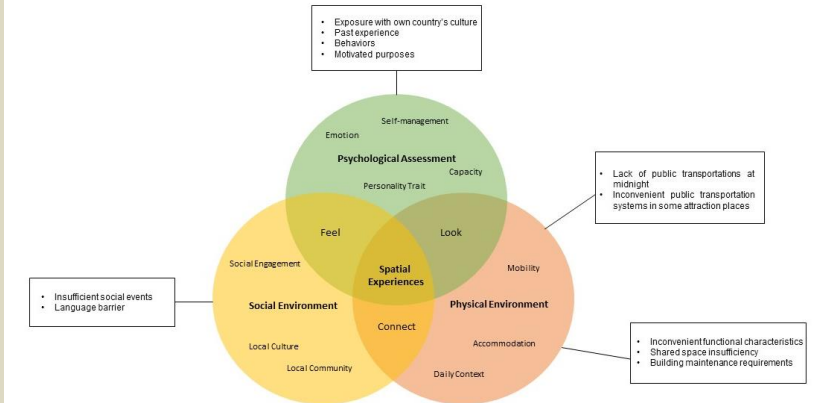 • Exposure with own country's culture
• Past experience
• Behaviors
• Motivated purposes
Self-management
Emotion
Psychological Assessment
Capacity
Personality Trait
• Lack of public transportations at
midnight
• Inconvenient public transportation
systems in some attraction places
Feel
Look
Social Engagement
Spatial
Experiences
Mobility
• Insufficient social events
• Language barrier
Social Environment
Physical Environment
Connect
Local Culture
Accommodation
Local Community
Daily Context
• Inconvenient functional characteristics
• Shared space insufficiency
• Building maintenance requirements